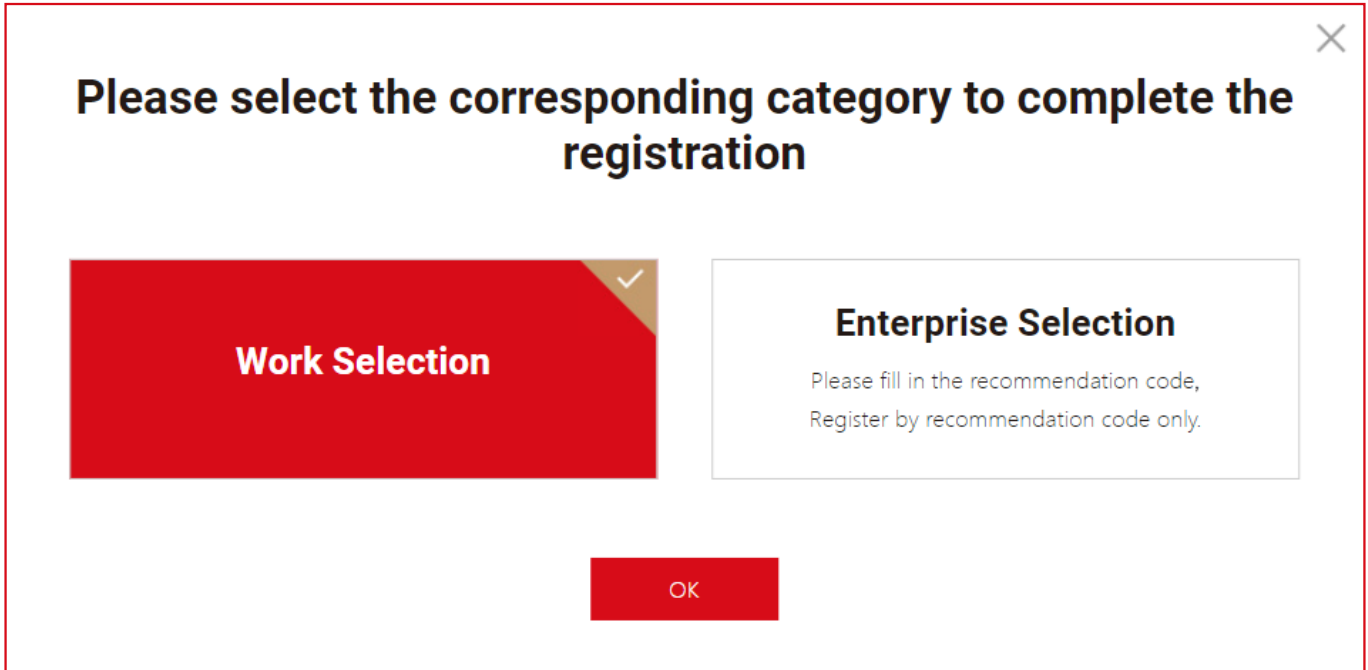 Please select the corresponding category to complete the
registration
Work Selection
Enterprise Selection
Please fill in the recommendation code,
Register by recommendation code only.
OK